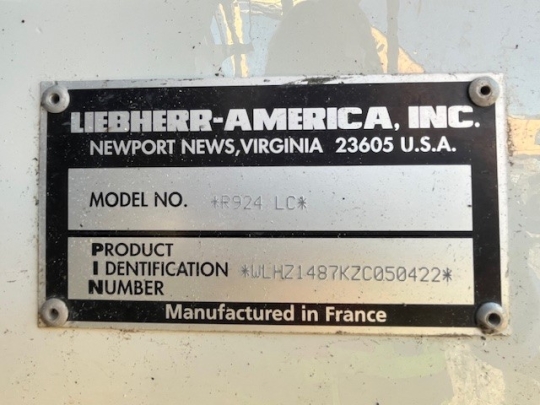 LIEBHERR-AMERICA, INC.
NEWPORT NEWS, VIRGINIA 23605 U.S.A.
MODEL NO. *R924 LC*
PRODUCT
IDENTIFICATION *WLHZ1487KZC050422*
NUMBER
Manufactured in France